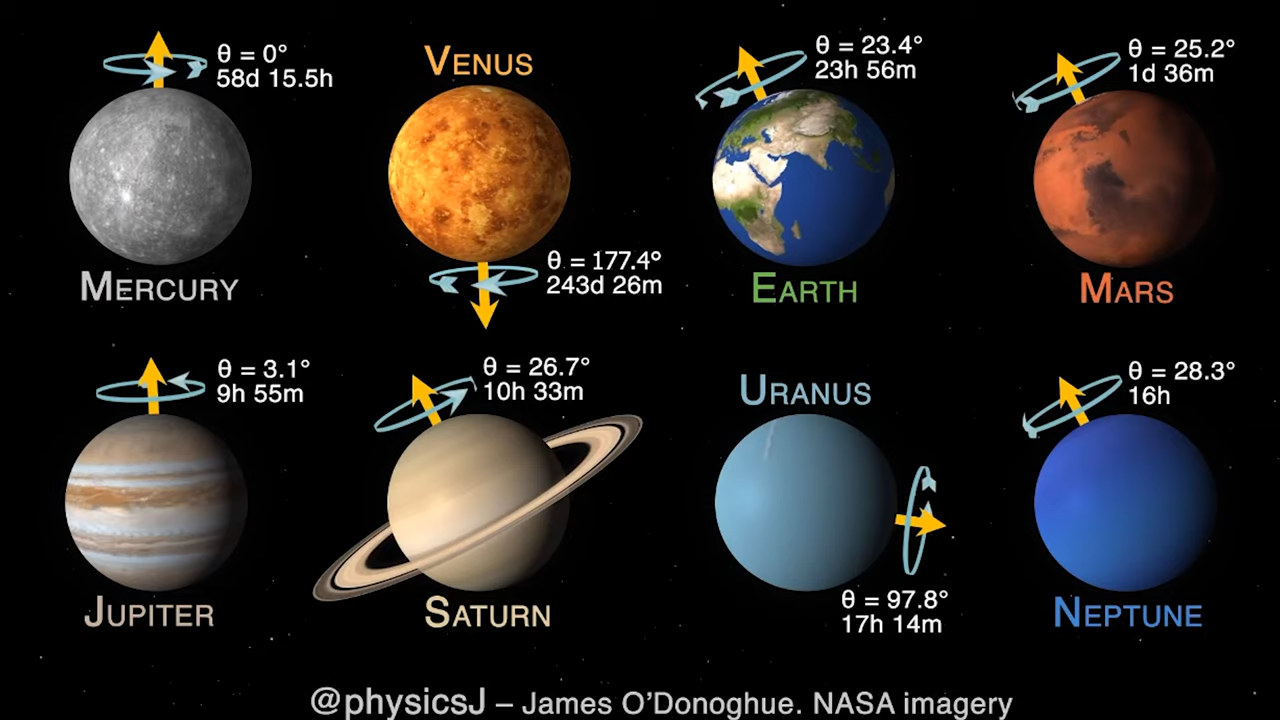 θ = 0°
58d 15.5h
MERCURY
VENUS
θ = 177.4°
243d 26m
θ = 23.4°
23h 56m
EARTH
θ = 25.2°
1d 36m
MARS
θ = 3.1°
9h 55m
JUPITER
θ = 26.7°
10h 33m
SATURN
URANUS
θ = 97.8°
17h 14m
θ = 28.3°
16h
NEPTUNE
@physicsJ – James O’Donoghue. NASA imagery